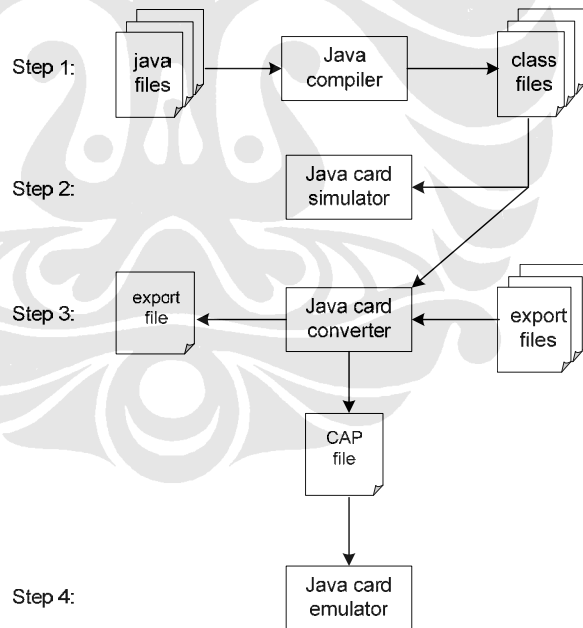 Step 1:
java
files
Java
compiler
class
files
Step 2:
Java card
simulator
Step 3:
export
file
Java card
converter
export
files
CAP
file
Step 4:
Java card
emulator